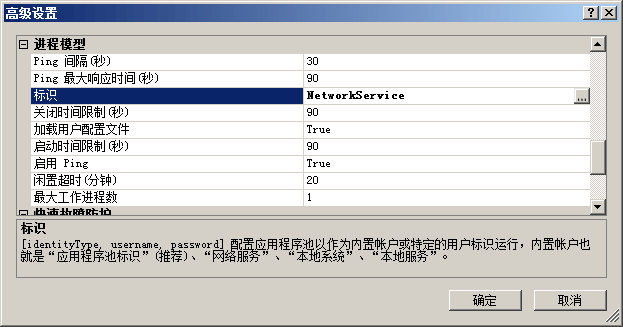 高级设置
进程模型
Ping 间隔(秒) 30
Ping 最大响应时间(秒) 90
标识 NetworkService ...
关闭时间限制(秒) 90
加载用户配置文件 True
启动时间限制(秒) 90
启用 Ping True
闲置超时(分钟) 20
最大工作进程数 1
快速故障防护
标识
[identityType, username, password] 配置应用程序池以作为内置帐户或特定的用户标识运行，内置帐户也
就是“应用程序池标识”(推荐)、“网络服务”、“本地系统”、“本地服务”。
确定 取消